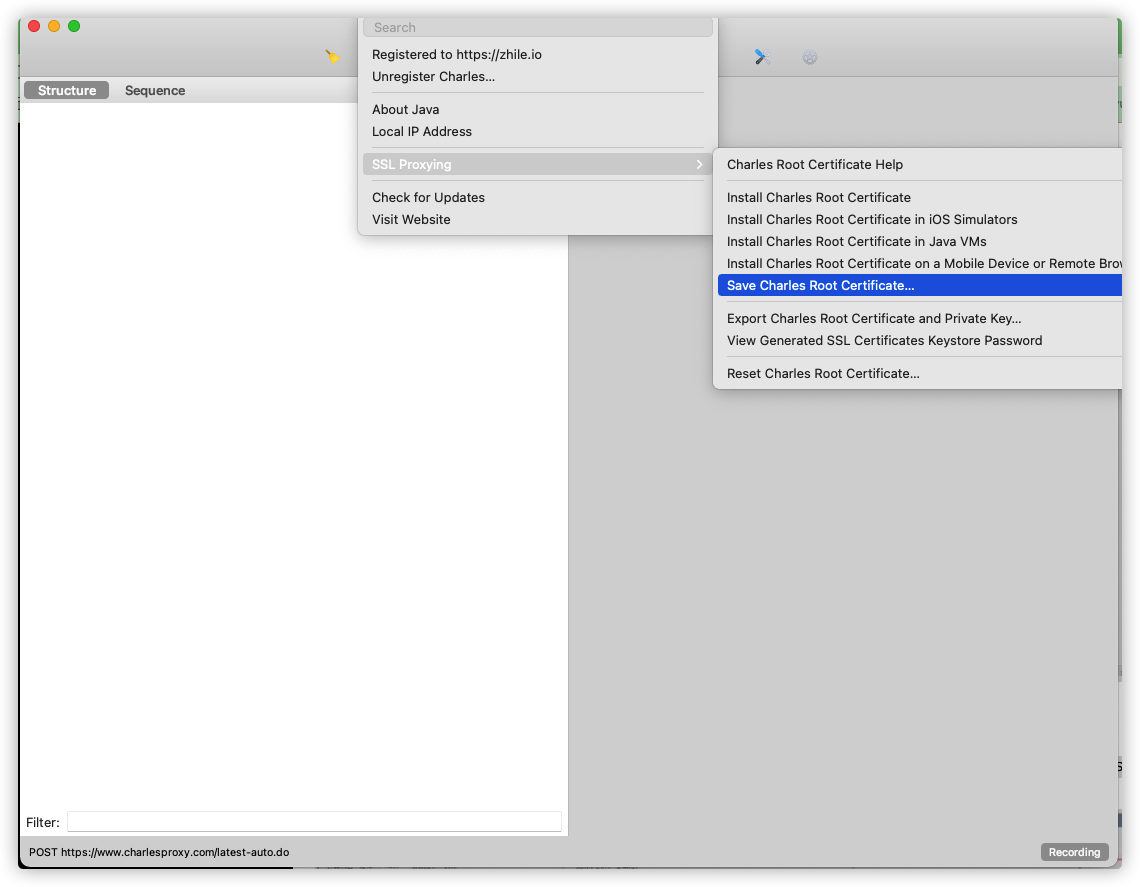 Search
Registered to https://zhile.io
Unregister Charles...
Structure
Sequence
About Java
Local IP Address
SSL Proxying
Check for Updates
Visit Website
Charles Root Certificate Help
Install Charles Root Certificate
Install Charles Root Certificate in iOS Simulators
Install Charles Root Certificate in Java VMs
Install Charles Root Certificate on a Mobile Device or Remote
Save Charles Root Certificate...
Export Charles Root Certificate and Private Key...
View Generated SSL Certificates Keystore Password
Reset Charles Root Certificate...
Filter:
POST https://www.charlesproxy.com/latest-auto.do
Recording